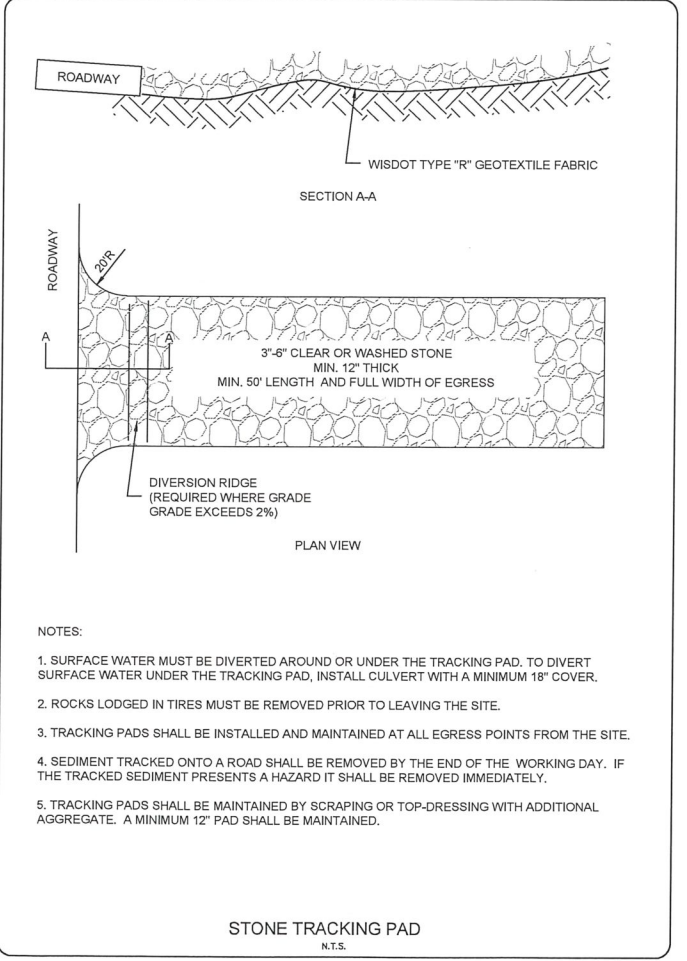 ROADWAY
WISDOT TYPE "R" GEOTEXTILE FABRIC
SECTION A-A
ROADWAY
20'R
A
A
3"-6" CLEAR OR WASHED STONE
MIN. 12" THICK
MIN. 50' LENGTH AND FULL WIDTH OF EGRESS
DIVERSION RIDGE
(REQUIRED WHERE GRADE
GRADE EXCEEDS 2%)
PLAN VIEW
NOTES:
1. SURFACE WATER MUST BE DIVERTED AROUND OR UNDER THE TRACKING PAD. TO DIVERT
SURFACE WATER UNDER THE TRACKING PAD, INSTALL CULVERT WITH A MINIMUM 18" COVER.
2. ROCKS LODGED IN TIRES MUST BE REMOVED PRIOR TO LEAVING THE SITE.
3. TRACKING PADS SHALL BE INSTALLED AND MAINTAINED AT ALL EGRESS POINTS FROM THE SITE.
4. SEDIMENT TRACKED ONTO A ROAD SHALL BE REMOVED BY THE END OF THE WORKING DAY. IF
THE TRACKED SEDIMENT PRESENTS A HAZARD IT SHALL BE REMOVED IMMEDIATELY.
5. TRACKING PADS SHALL BE MAINTAINED BY SCRAPING OR TOP-DRESSING WITH ADDITIONAL
AGGREGATE. A MINIMUM 12" PAD SHALL BE MAINTAINED.
STONE TRACKING PAD
N.T.S.